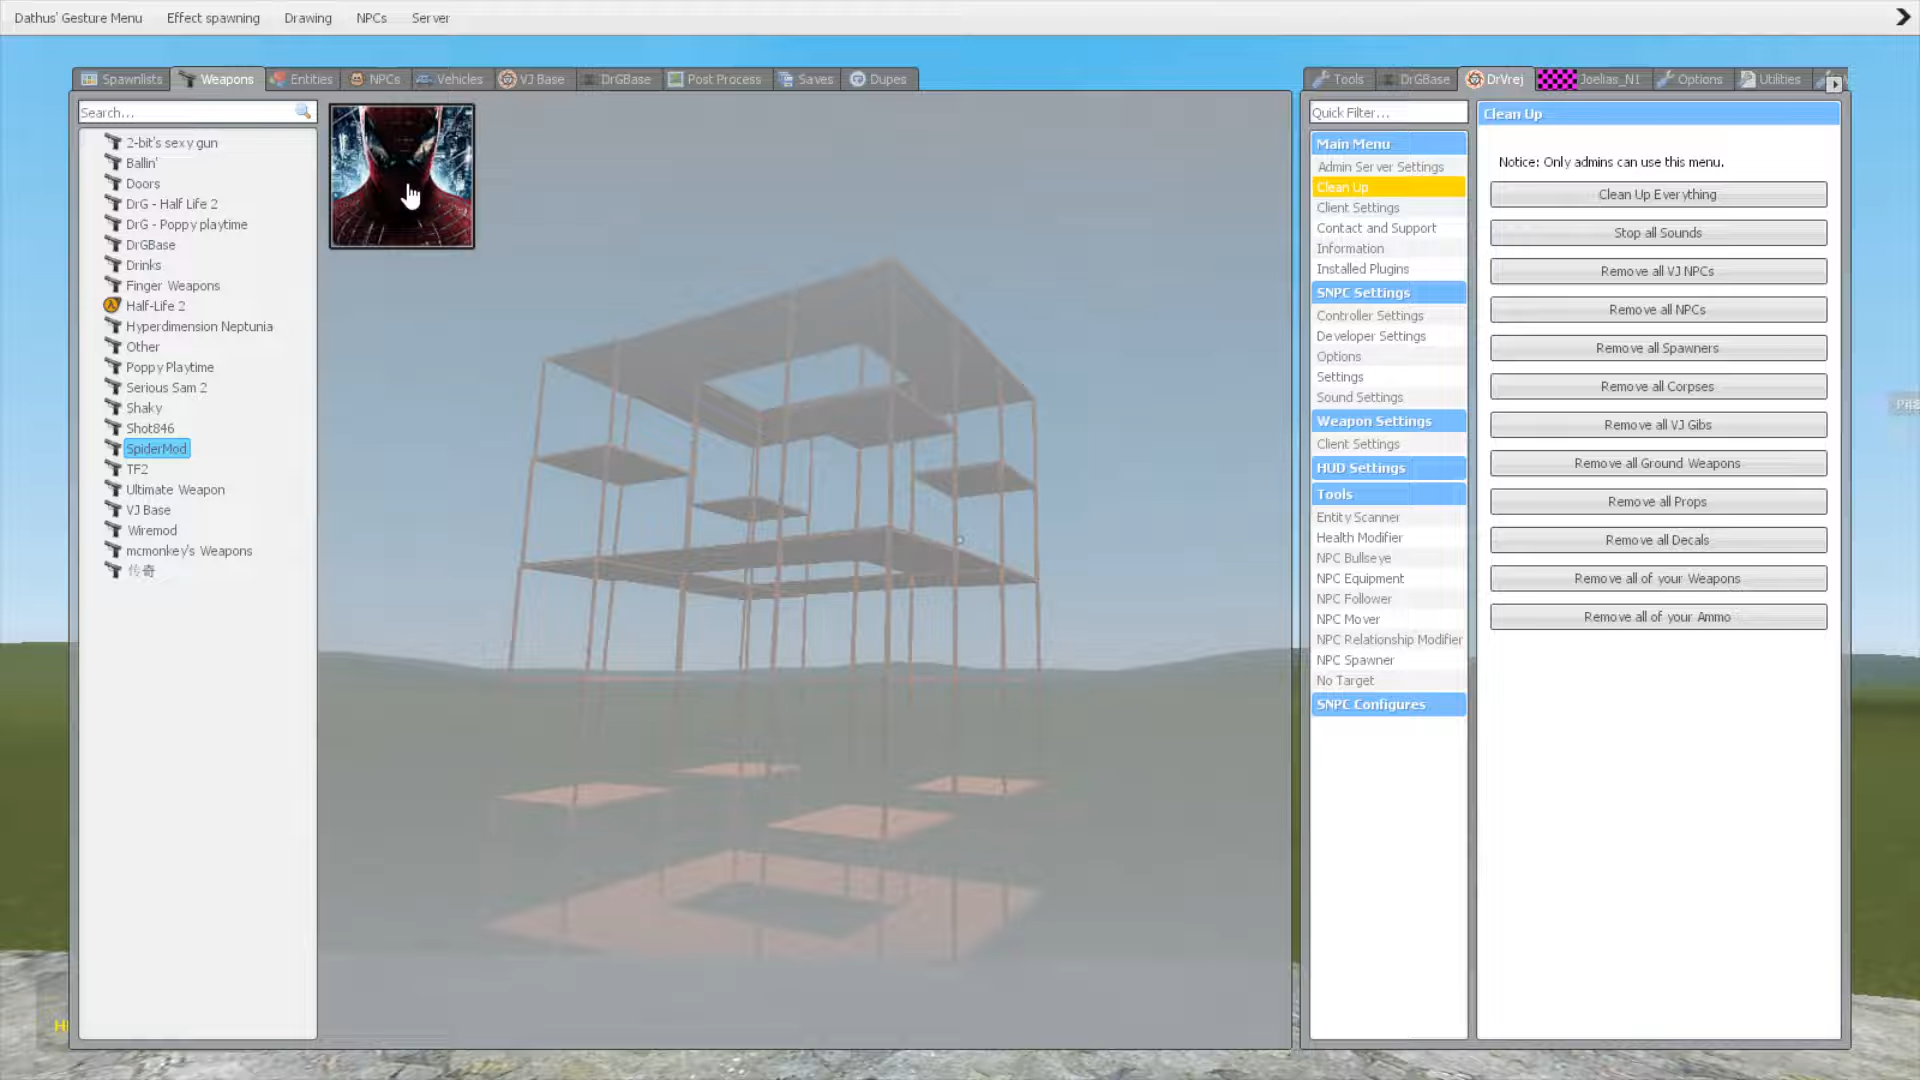 Dathus' Gesture Menu
Effect spawning
Drawing
NPCs
Server
Spawnlists
Weapons
Entities
NPCs
Vehicles
VJ Base
DrGBase
Post Process
Saves
Dupes
Search...
2-bit's sexy gun
Ballin'
Doors
DrG - Half Life 2
DrG - Poppy playtime
DrGBase
Drinks
Finger Weapons
Half-Life 2
Hyperdimension Neptunia
Other
Poppy Playtime
Serious Sam 2
Shaky
Shot846
SpiderMod
TF2
Ultimate Weapon
VJ Base
Wiremod
mcmonkey's Weapons
传奇
Tools
DrGBase
DrVrej
Joelias_N1
Options
Utilities
Quick Filter...
Main Menu
Admin Server Settings
Clean Up
Client Settings
Contact and Support
Information
Installed Plugins
SNPC Settings
Controller Settings
Developer Settings
Options
Settings
Sound Settings
Weapon Settings
Client Settings
HUD Settings
Tools
Entity Scanner
Health Modifier
NPC Bullseye
NPC Equipment
NPC Follower
NPC Mover
NPC Relationship Modifier
NPC Spawner
No Target
SNPC Configures
Clean Up
Notice: Only admins can use this menu.
Clean Up Everything
Stop all Sounds
Remove all VJ NPCs
Remove all NPCs
Remove all Spawners
Remove all Corpses
Remove all VJ Gibs
Remove all Ground Weapons
Remove all Props
Remove all Decals
Remove all of your Weapons
Remove all of your Ammo